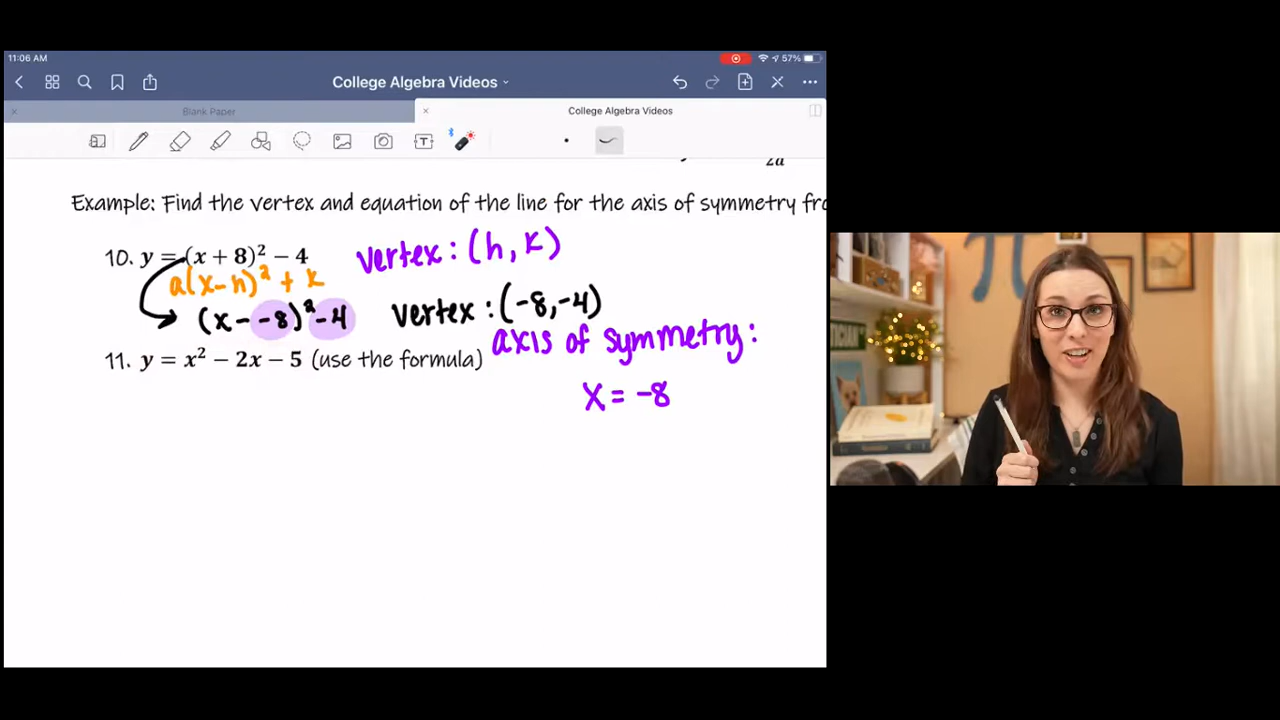 11:06 AM
57%
College Algebra Videos
Blank Paper
College Algebra Videos
2a
Example: Find the vertex and equation of the line for the axis of symmetry fro
10. y = (x + 8)² − 4
vertex: (h, k)
a(x-h)² + k
(x - -8)² - 4
vertex: (-8, -4)
axis of symmetry:
11. y = x² − 2x − 5 (use the formula)
x = -8